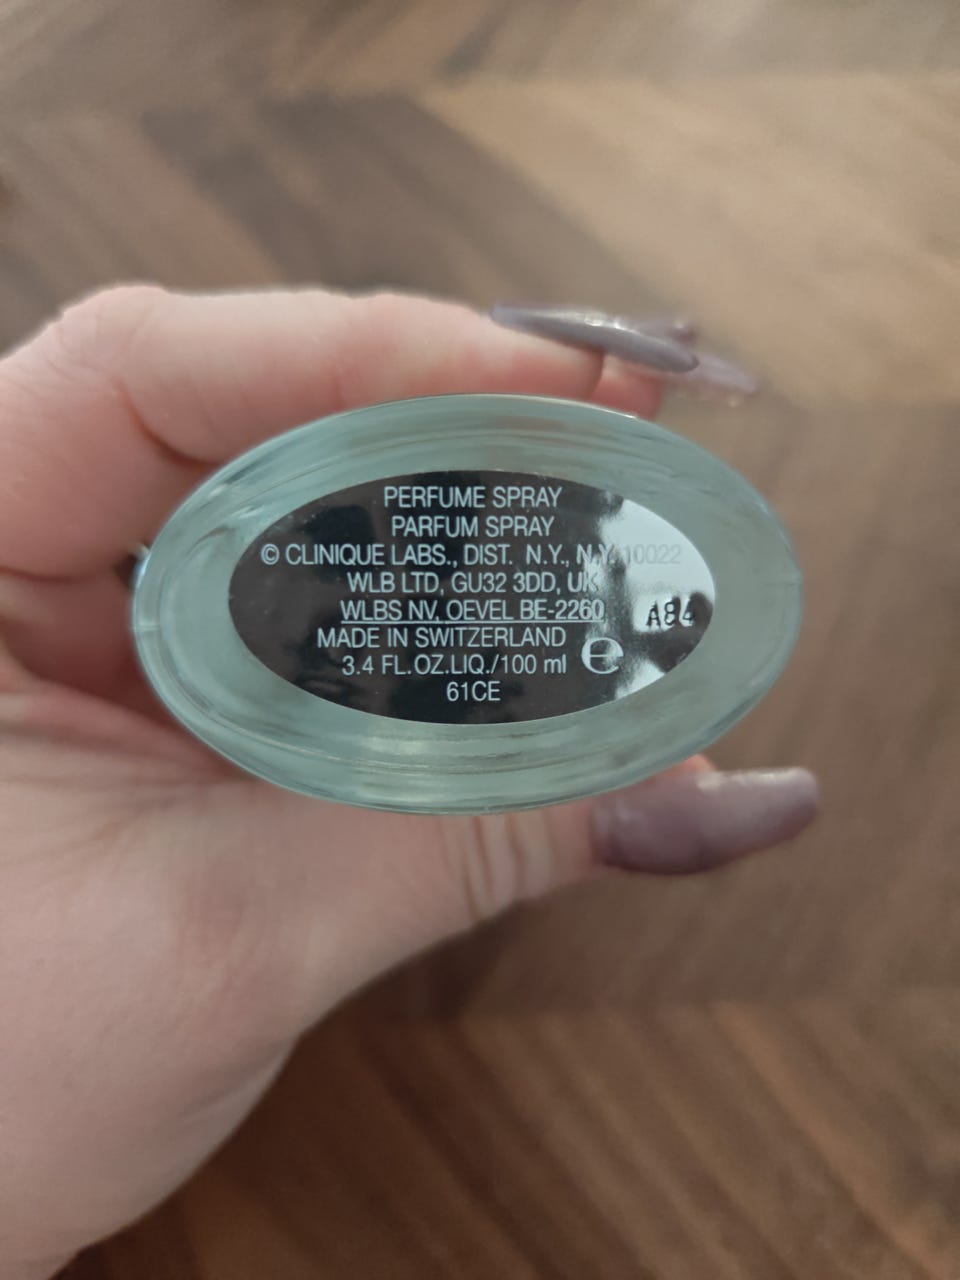 PERFUME SPRAY
PARFUM SPRAY
© CLINIQUE LABS., DIST. N.Y., N.Y. 10022
WLB LTD, GU32 3DD, UK
WLBS NV, OEVEL BE-2260
A84
MADE IN SWITZERLAND
3.4 FL.OZ.LIQ./100 ml e
61CE